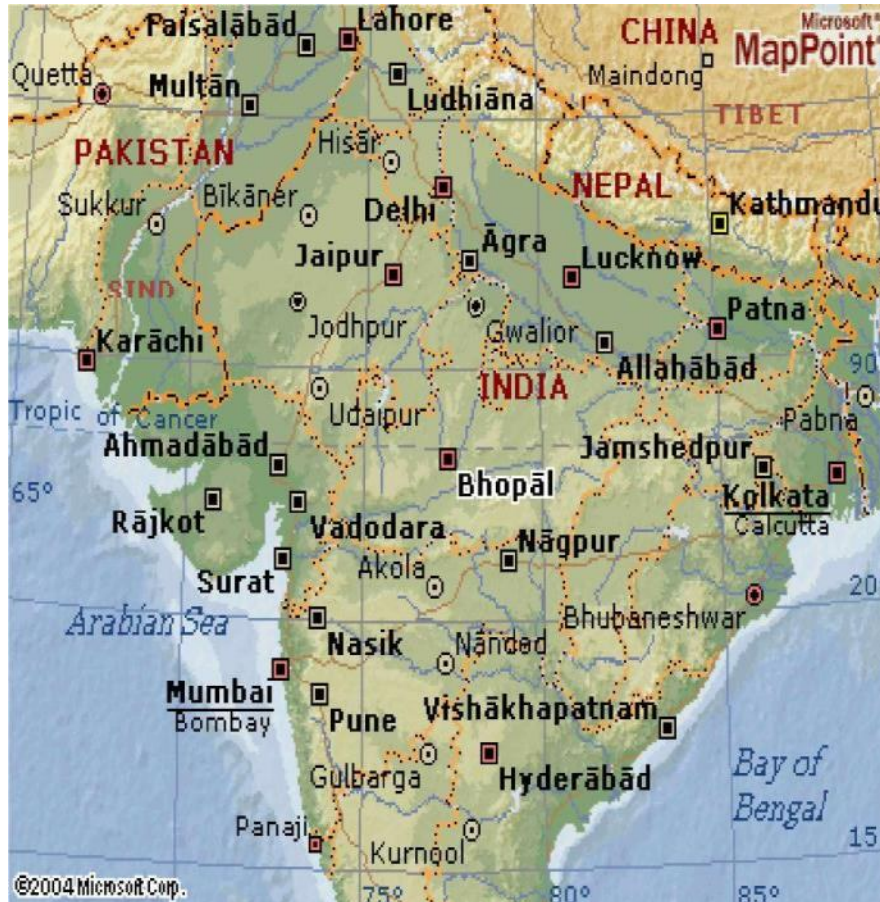 Faisalābād
Lahore
CHINA
Microsoft®
MapPoint®
Quetta
Multān
Ludhiāna
Maindong
TIBET
PAKISTAN
Hisār
NEPAL
Sukkur
Bīkāner
Delhi
Kathmandu
Jaipur
Āgra
Lucknow
SIND
Jodhpur
Gwalior
Patna
Karāchi
Allahābād
90
INDIA
Tropic of Cancer
Udaipur
Pabna
Ahmadābād
Jamshedpur
65°
Bhopāl
Kolkata
Calcutta
Rājkot
Vadodara
Nāgpur
Surat
Akola
20
Arabian Sea
Bhubaneshwar
Nasik
Nānded
Mumbai
Bombay
Pune
Vishākhapatnam
Gulbarga
Hyderābād
Bay of
Bengal
Panaji
Kurnool
15
©2004 Microsoft Corp.
75°
80°
85°